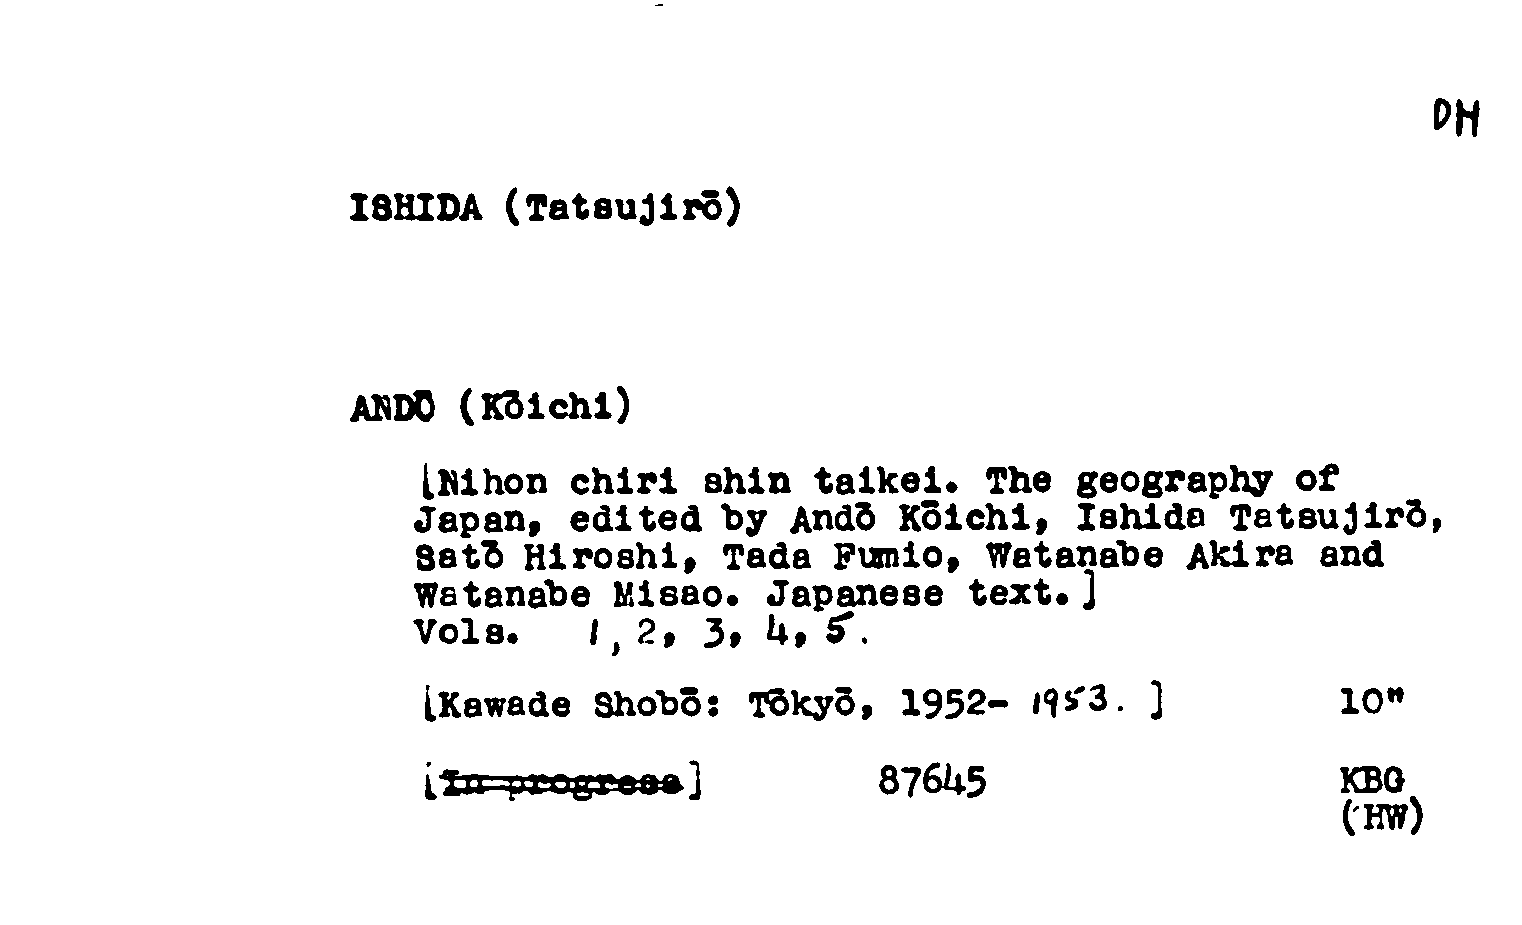 DH
ISHIDA (Tatsujirō)
ANDŌ (Kōichi)
[Nihon chiri shin taikei. The geography of
Japan, edited by Andō Kōichi, Ishida Tatsujirō,
Satō Hiroshi, Tada Fumio, Watanabe Akira and
Watanabe Misao. Japanese text.]
Vols. 1, 2, 3, 4, 5.
[Kawade Shobō: Tōkyō, 1952- 1953. ] 10"
[In progress] 87645 KBG
(HW)